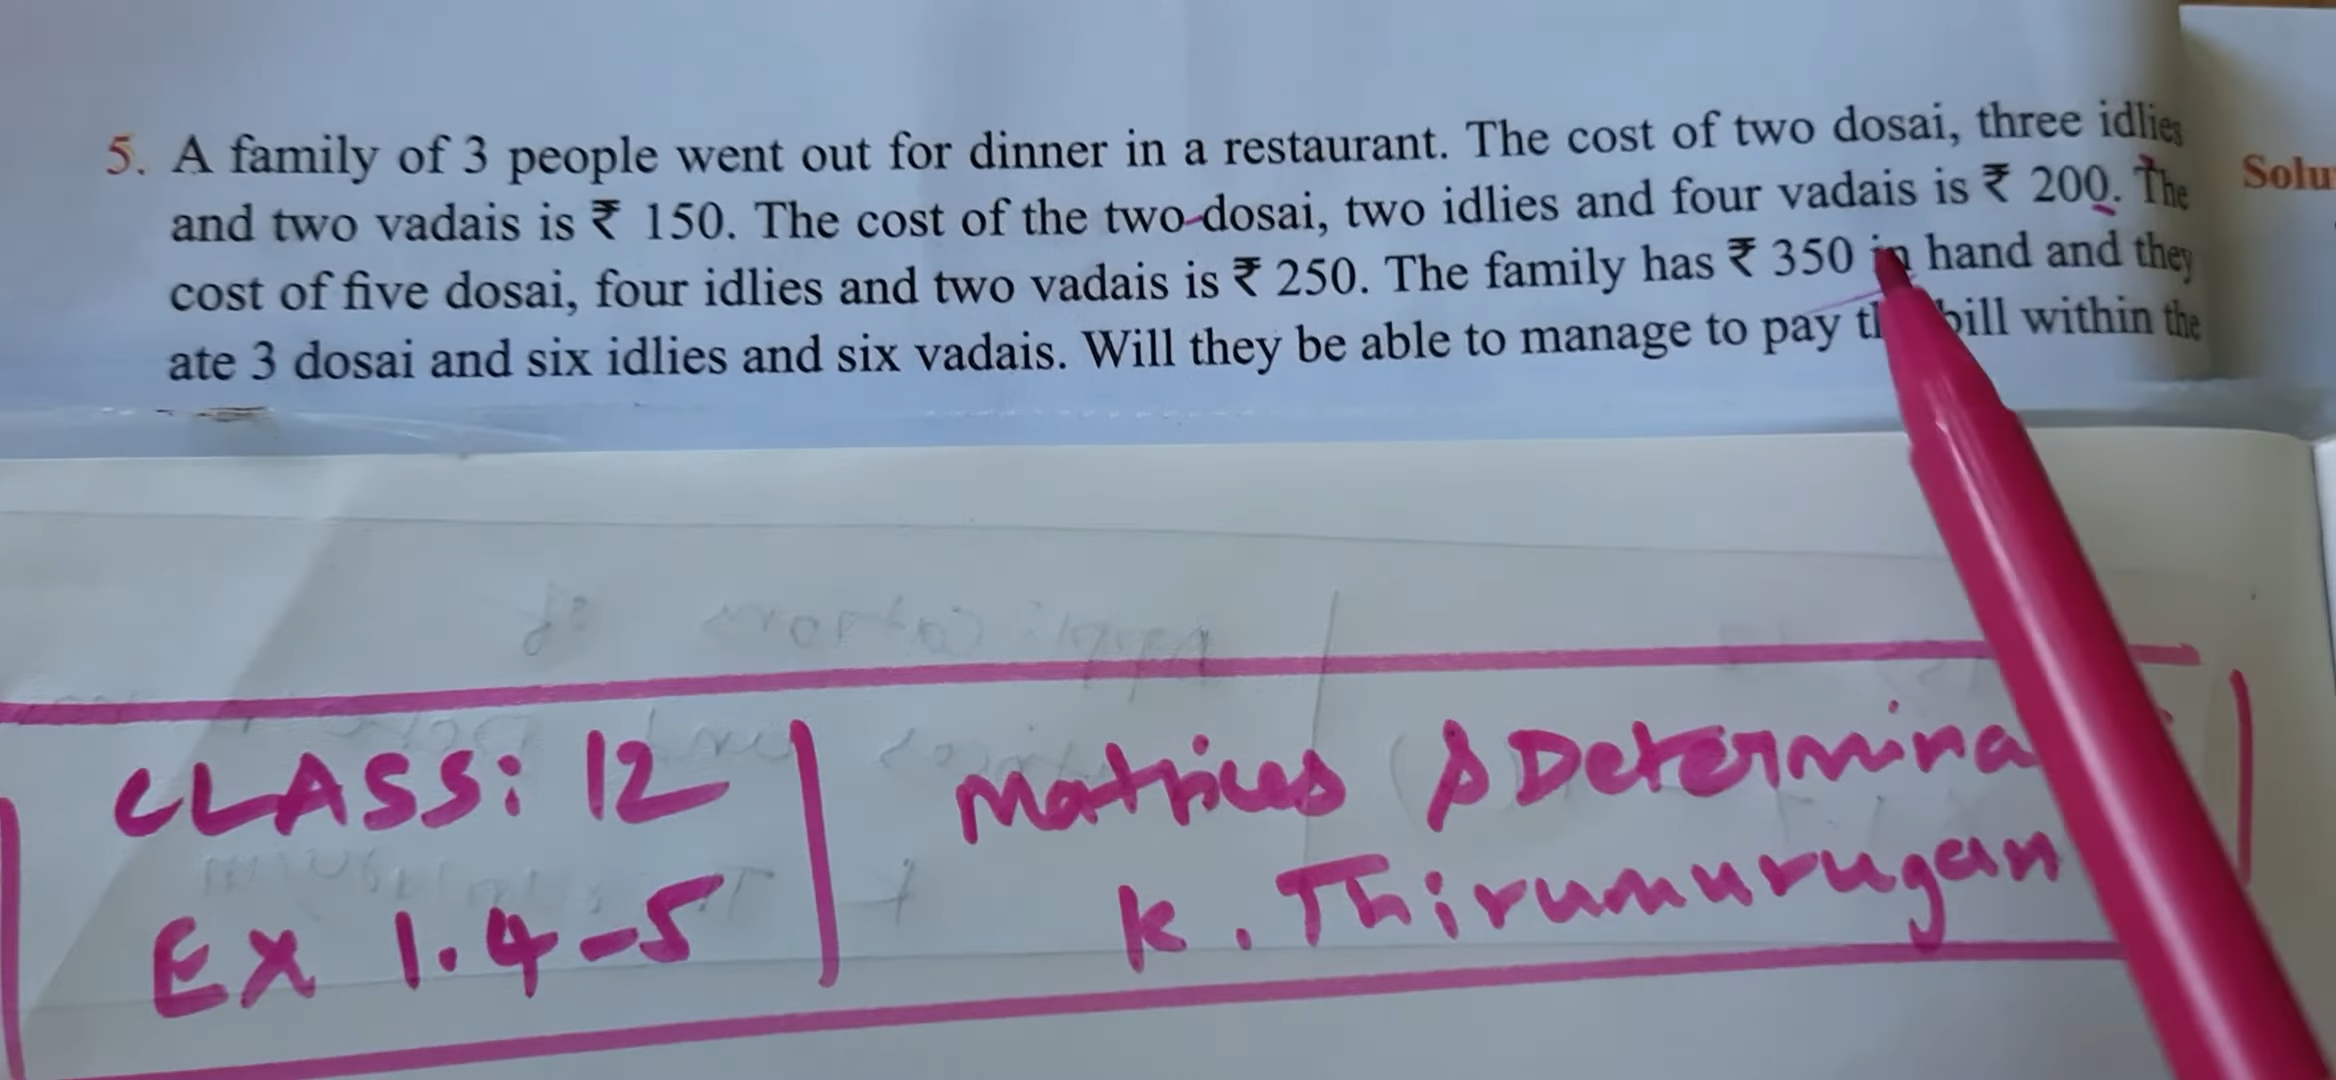 5. A family of 3 people went out for dinner in a restaurant. The cost of two dosai, three idlies
and two vadais is ₹ 150. The cost of the two dosai, two idlies and four vadais is ₹ 200. The
cost of five dosai, four idlies and two vadais is ₹ 250. The family has ₹ 350 in hand and they
ate 3 dosai and six idlies and six vadais. Will they be able to manage to pay bill within the
Solu
CLASS: 12
Ex 1.4-5
Matrices & Determina
K. Thirumurugan